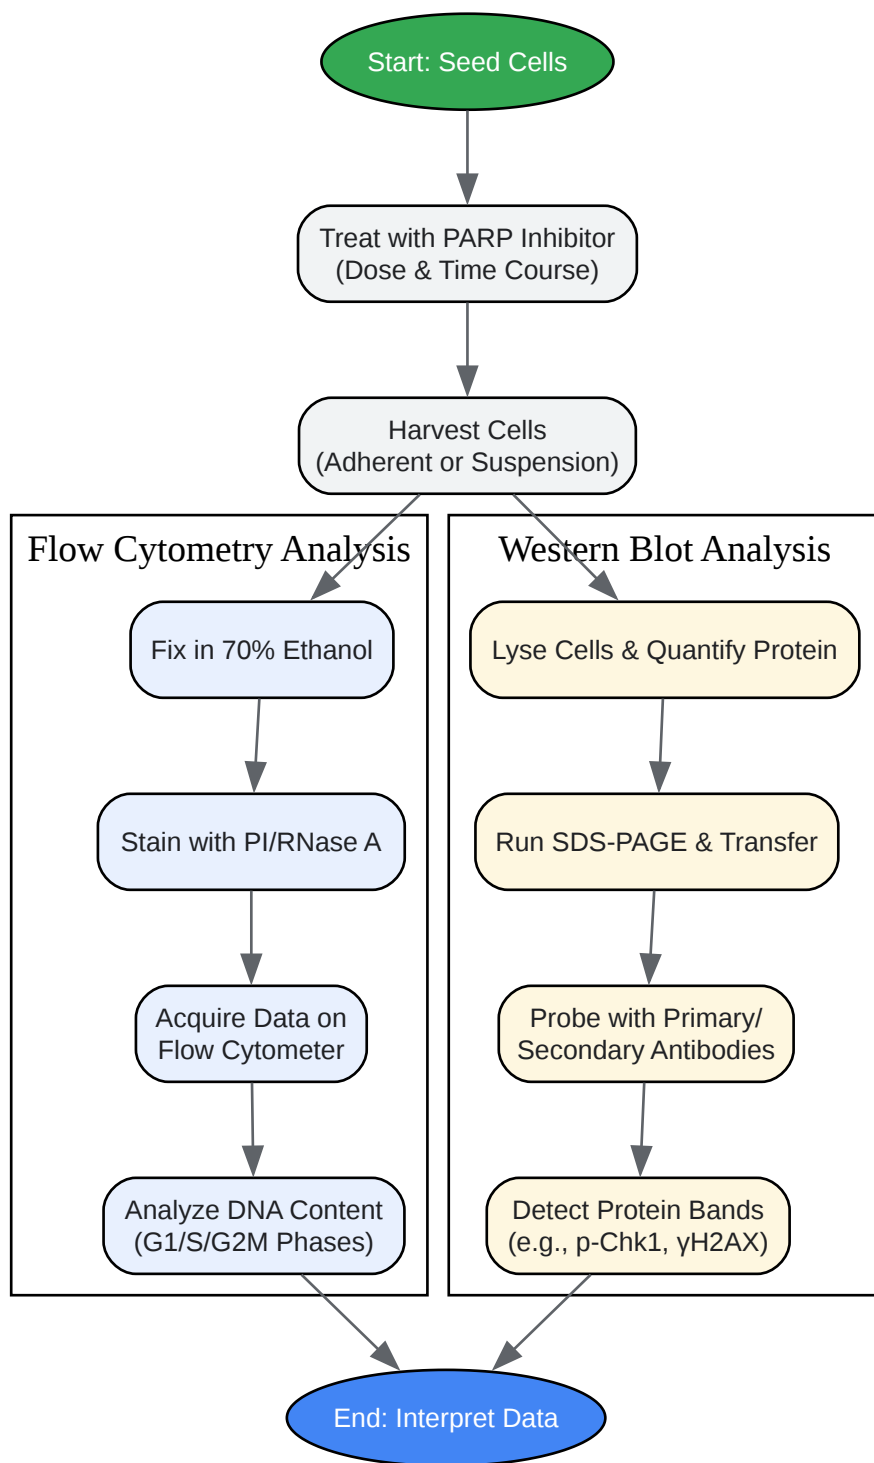 Start: Seed Cells
Treat with PARP Inhibitor
(Dose & Time Course)
Harvest Cells
(Adherent or Suspension)
Flow Cytometry Analysis
Fix in 70% Ethanol
Stain with PI/RNase A
Acquire Data on
Flow Cytometer
Analyze DNA Content
(G1/S/G2M Phases)
Western Blot Analysis
Lyse Cells & Quantify Protein
Run SDS-PAGE & Transfer
Probe with Primary/
Secondary Antibodies
Detect Protein Bands
(e.g., p-Chk1, γH2AX)
End: Interpret Data